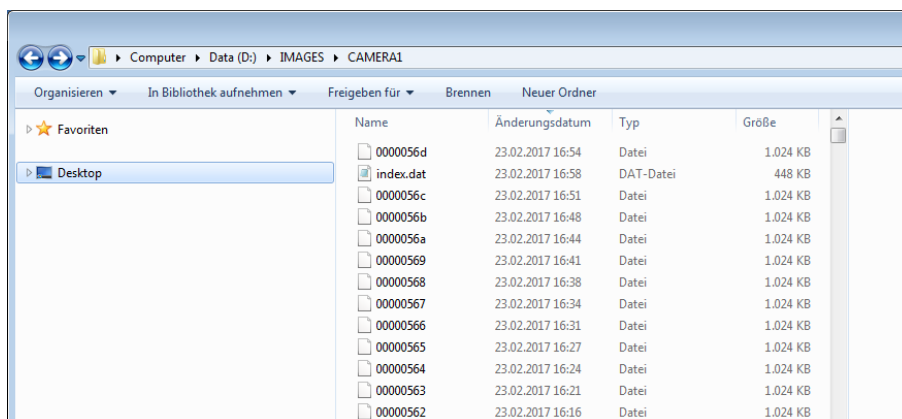 Computer Data (D:) IMAGES CAMERA1
Organisieren In Bibliothek aufnehmen Freigeben für Brennen Neuer Ordner
Favoriten
Desktop
Name Änderungsdatum Typ Größe
0000056d 23.02.2017 16:54 Datei 1.024 KB
index.dat 23.02.2017 16:58 DAT-Datei 448 KB
0000056c 23.02.2017 16:51 Datei 1.024 KB
0000056b 23.02.2017 16:48 Datei 1.024 KB
0000056a 23.02.2017 16:44 Datei 1.024 KB
00000569 23.02.2017 16:41 Datei 1.024 KB
00000568 23.02.2017 16:38 Datei 1.024 KB
00000567 23.02.2017 16:34 Datei 1.024 KB
00000566 23.02.2017 16:31 Datei 1.024 KB
00000565 23.02.2017 16:27 Datei 1.024 KB
00000564 23.02.2017 16:24 Datei 1.024 KB
00000563 23.02.2017 16:21 Datei 1.024 KB
00000562 23.02.2017 16:16 Datei 1.024 KB